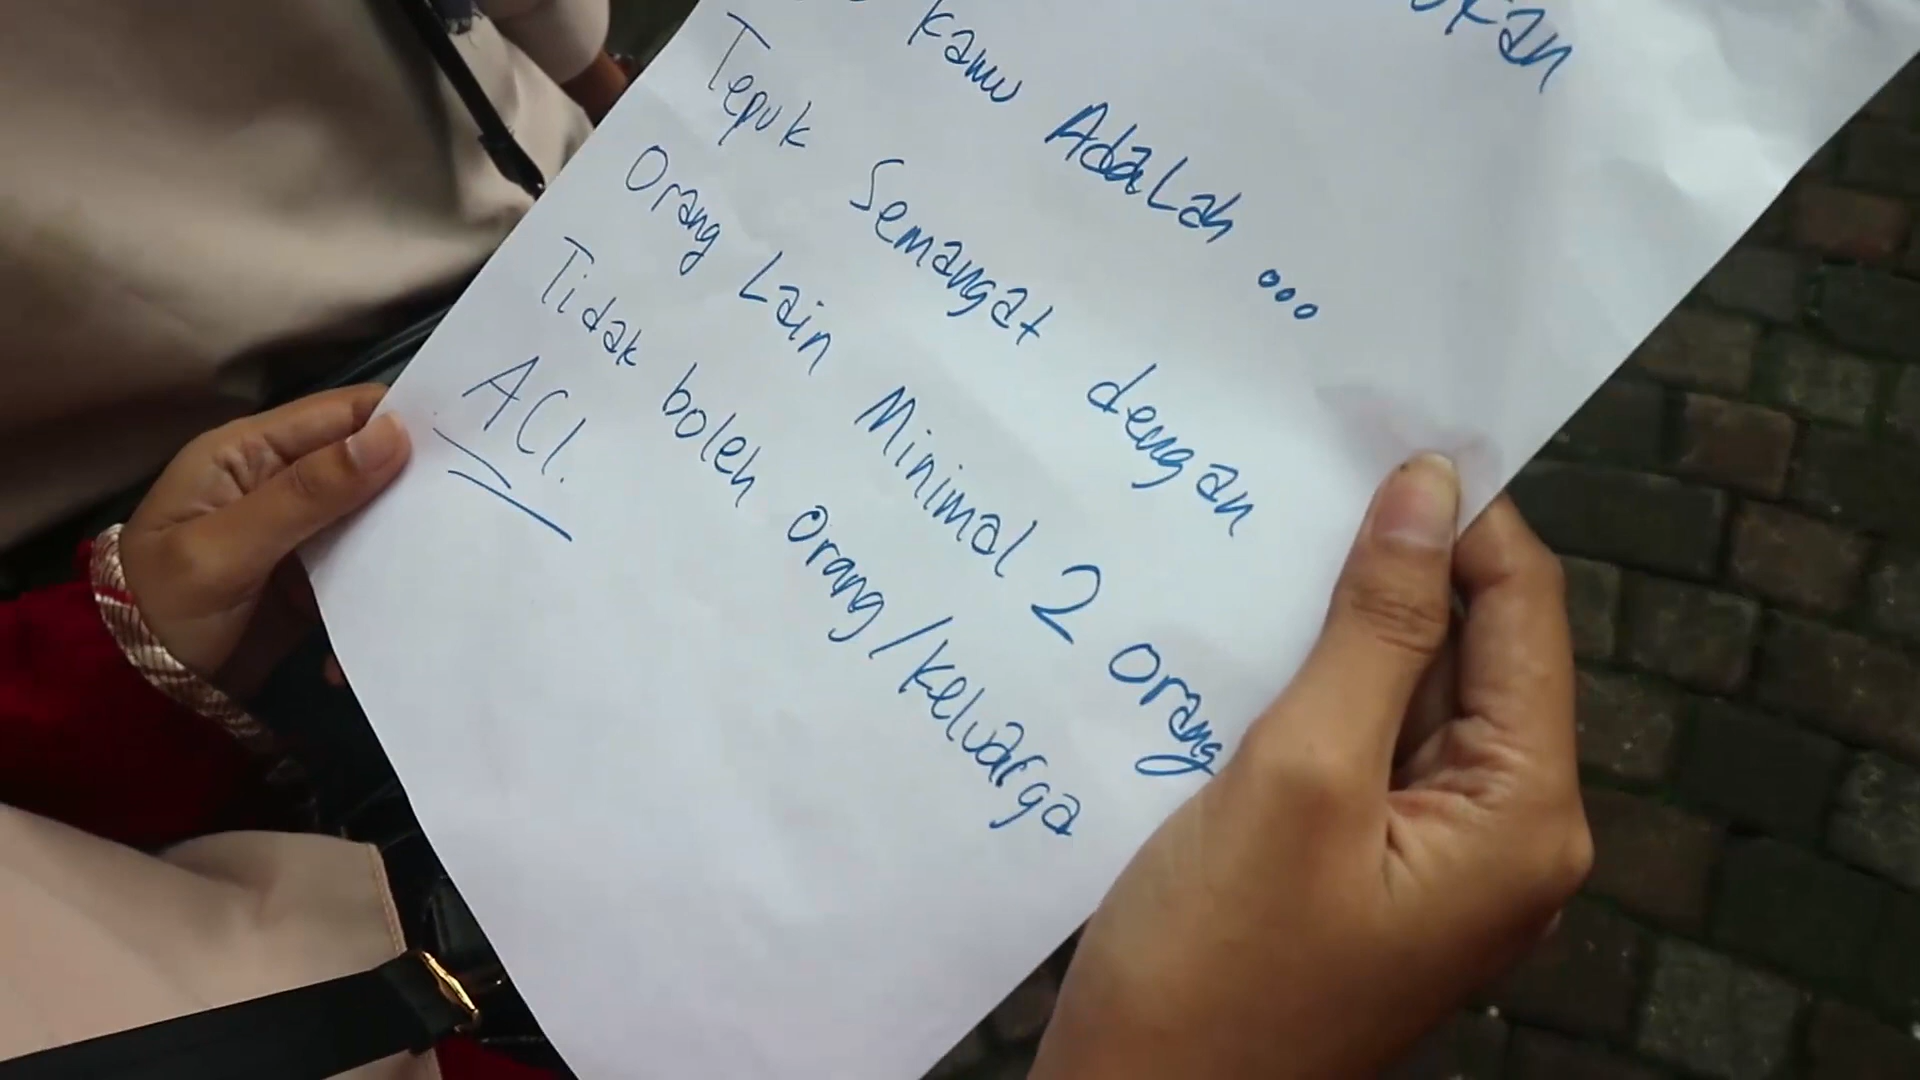 kamu AdaLah ...
Tepuk Semangat dengan
Orang Lain Minimal 2 Orang
Tidak boleh Orang/keluarga
ACI.